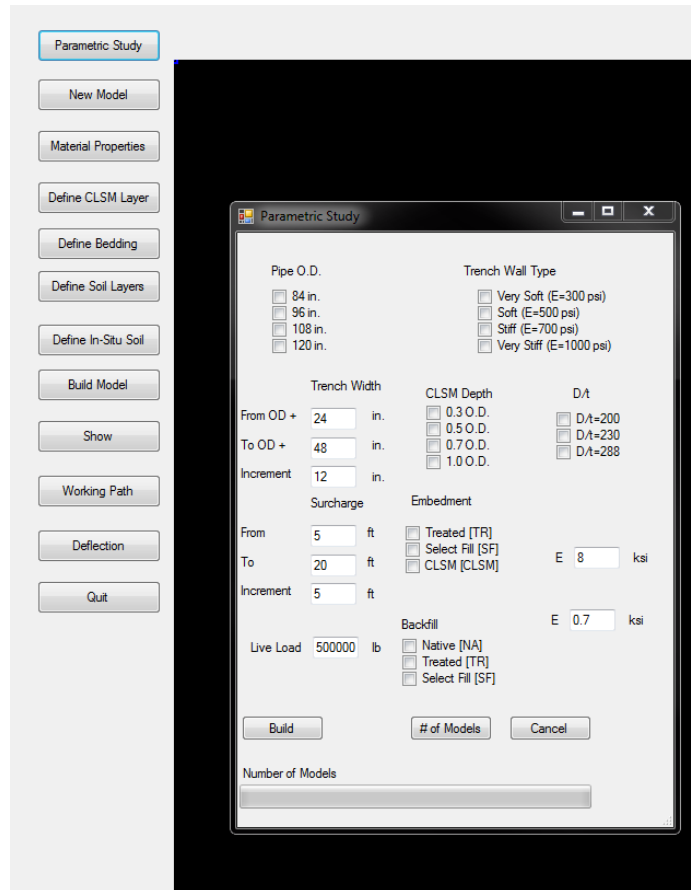 Parametric Study
New Model
Material Properties
Define CLSM Layer
Define Bedding
Define Soil Layers
Define In-Situ Soil
Build Model
Show
Working Path
Deflection
Quit
Parametric Study
Pipe O.D.
84 in.
96 in.
108 in.
120 in.
Trench Wall Type
Very Soft (E=300 psi)
Soft (E=500 psi)
Stiff (E=700 psi)
Very Stiff (E=1000 psi)
Trench Width
From OD + 24 in.
To OD + 48 in.
Increment 12 in.
CLSM Depth
0.3 O.D.
0.5 O.D.
0.7 O.D.
1.0 O.D.
D/t
D/t=200
D/t=230
D/t=288
Surcharge
From 5 ft
To 20 ft
Increment 5 ft
Embedment
Treated [TR]
Select Fill [SF]
CLSM [CLSM]
E 8 ksi
Live Load 500000 lb
Backfill
Native [NA]
Treated [TR]
Select Fill [SF]
E 0.7 ksi
Build
# of Models
Cancel
Number of Models